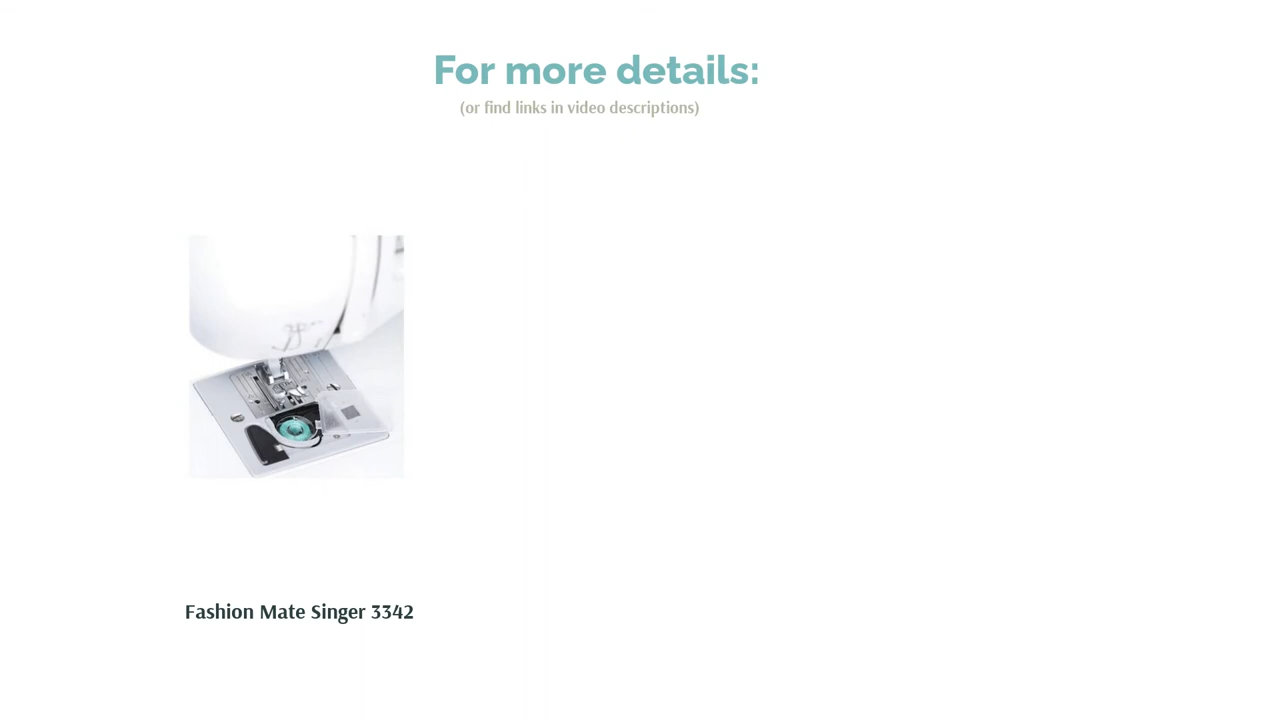 For more details:
(or find links in video descriptions)
Fashion Mate Singer 3342